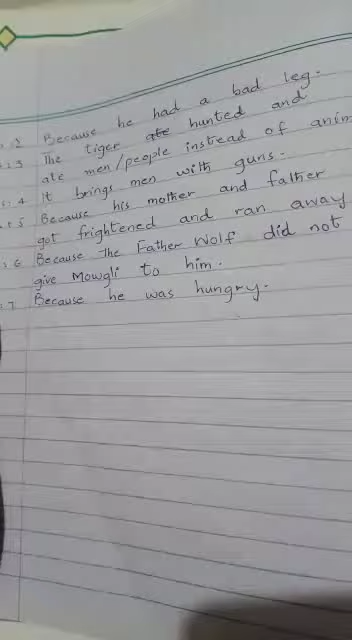 : 2 Because he had a bad leg.
: 3 The tiger ate hunted and
ate men/people instead of anim
: 4 It brings men with guns.
: 5 Because his mother and father
got frightened and ran away
: 6 Because The Father Wolf did not
give Mowgli to him.
: 7 Because he was hungry.